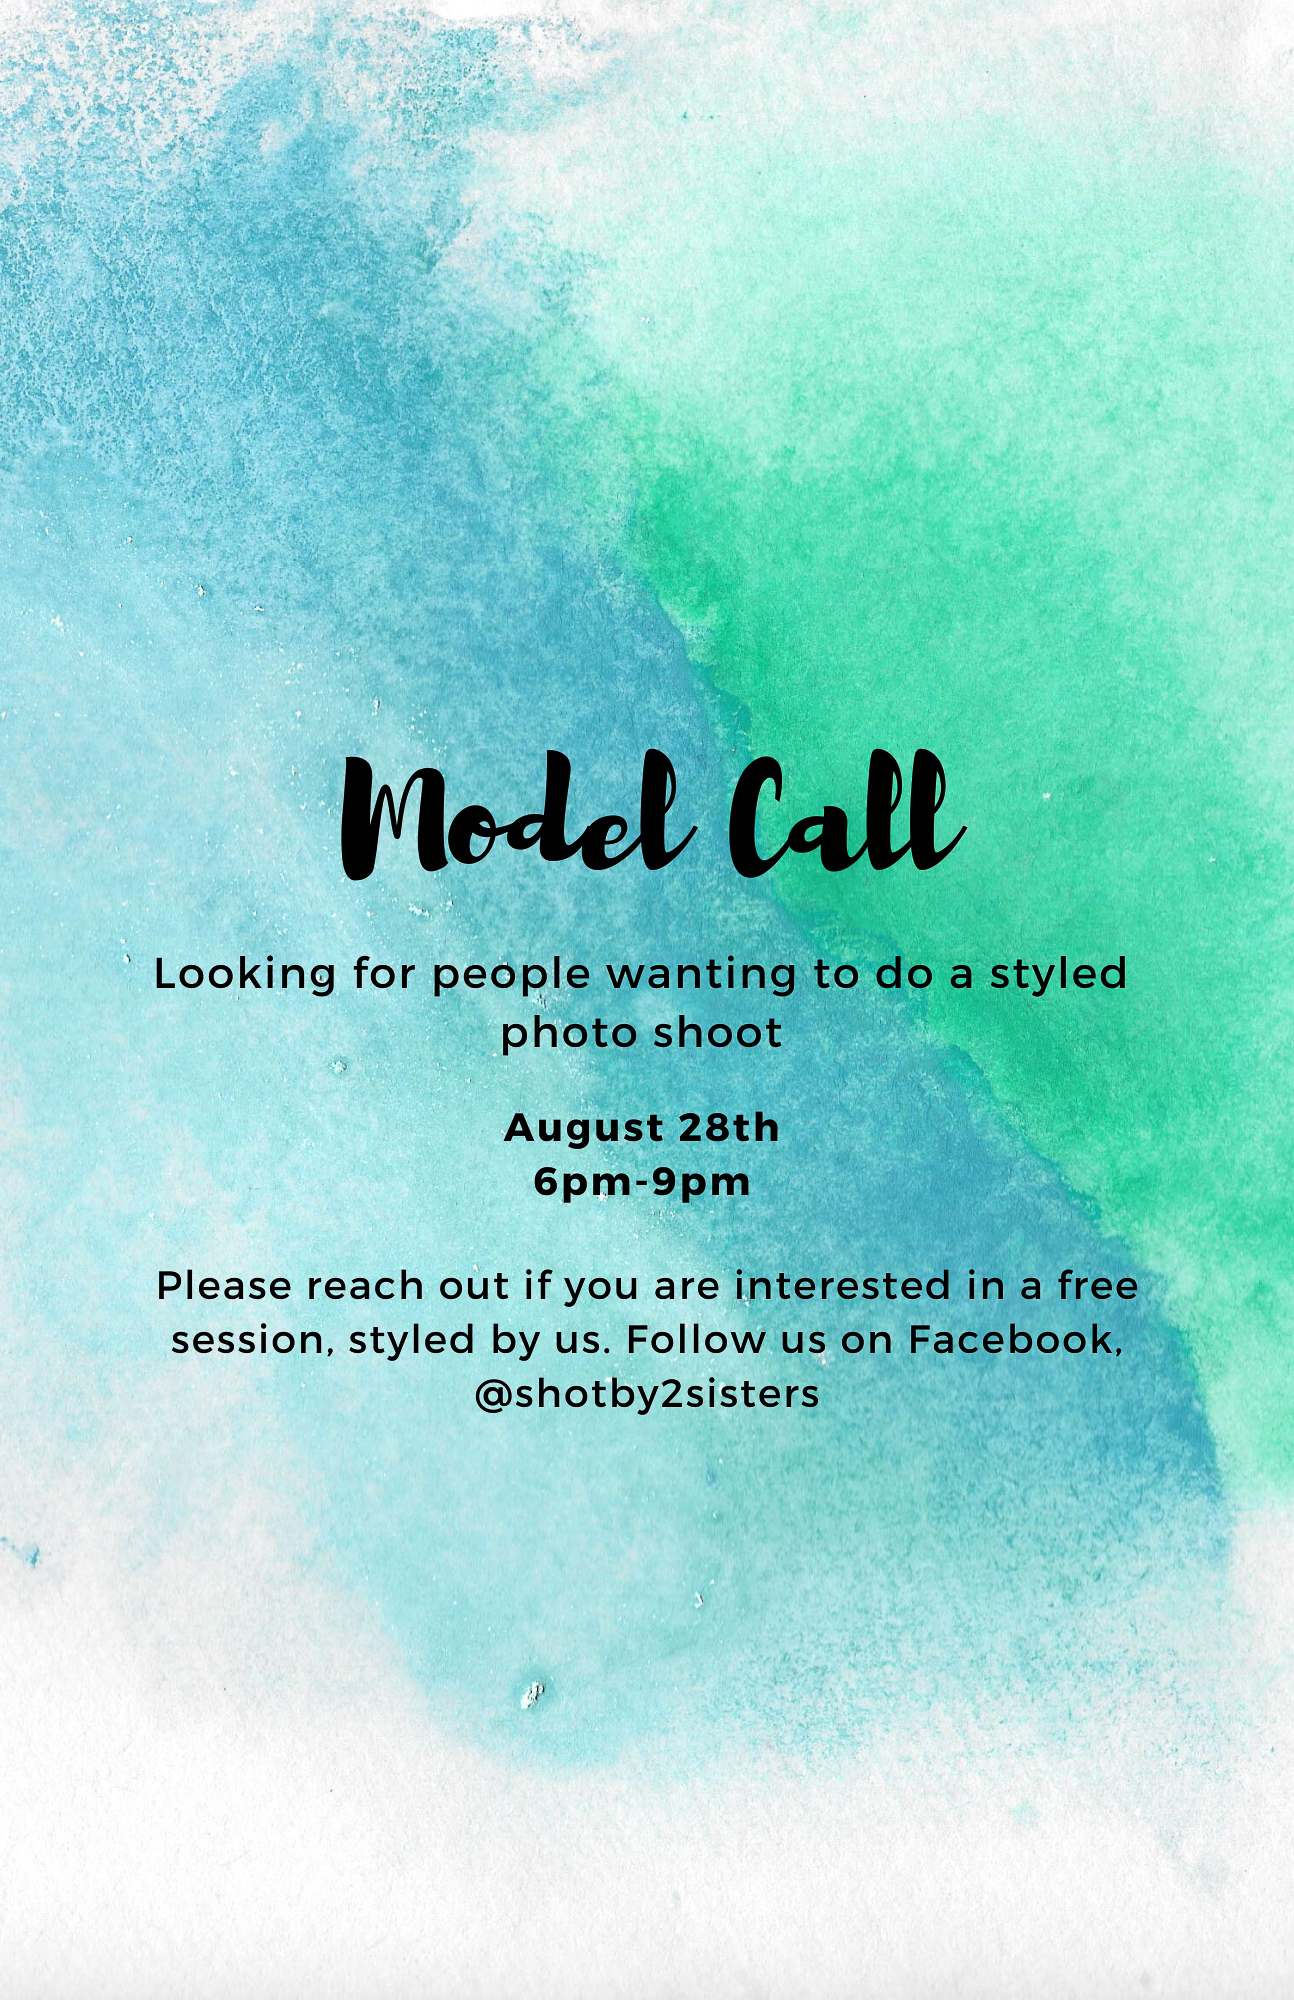 Model Call
Looking for people wanting to do a styled
photo shoot
August 28th
6pm-9pm
Please reach out if you are interested in a free
session, styled by us. Follow us on Facebook,
@shotby2sisters